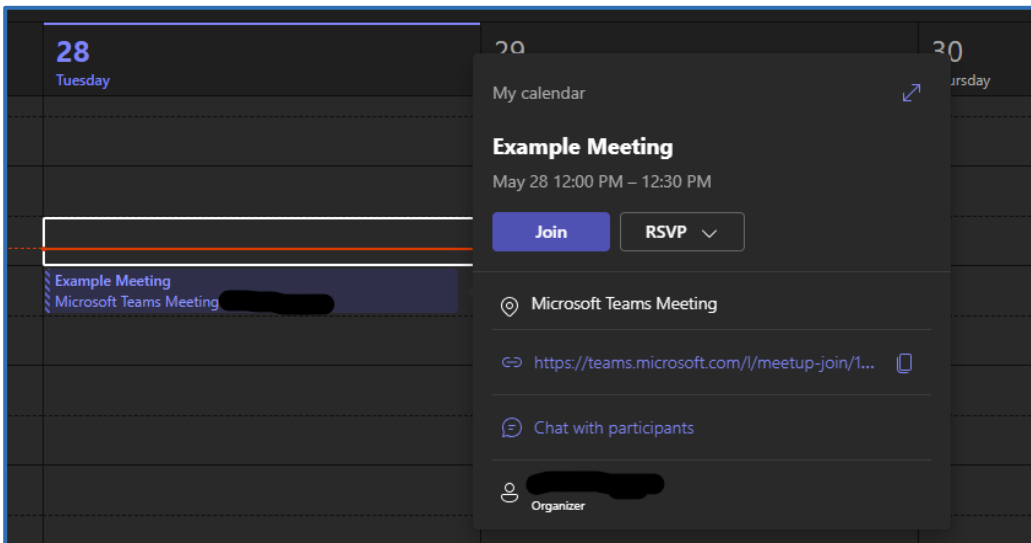 28
Tuesday
29
30
My calendar
Example Meeting
May 28 12:00 PM – 12:30 PM
Join
RSVP
Example Meeting
Microsoft Teams Meeting
Microsoft Teams Meeting
https://teams.microsoft.com/l/meetup-join/1...
Chat with participants
Organizer